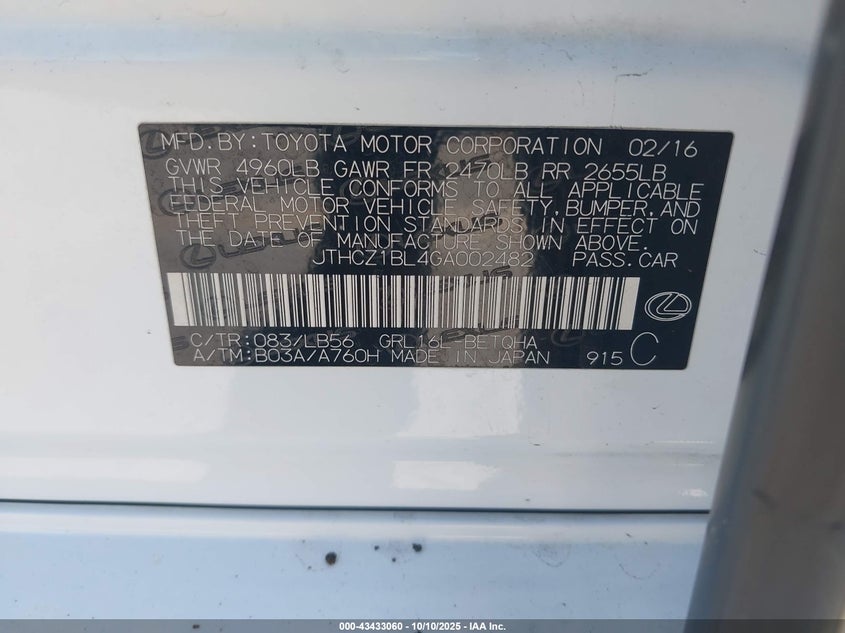 MFD. BY: TOYOTA MOTOR CORPORATION 02/16
GVWR 4960LB GAWR FR 2470LB RR 2655LB
THIS VEHICLE CONFORMS TO ALL APPLICABLE
FEDERAL MOTOR VEHICLE SAFETY, BUMPER, AND
THEFT PREVENTION STANDARDS IN EFFECT ON
THE DATE OF MANUFACTURE SHOWN ABOVE.
JTHCZ1BL4GA002482 PASS. CAR
C/TR: 083/LB56 GRL16L-BETQHA
A/TM: B03A/A760H MADE IN JAPAN 915 C
000-43433060 - 10/10/2025 - IAA Inc.